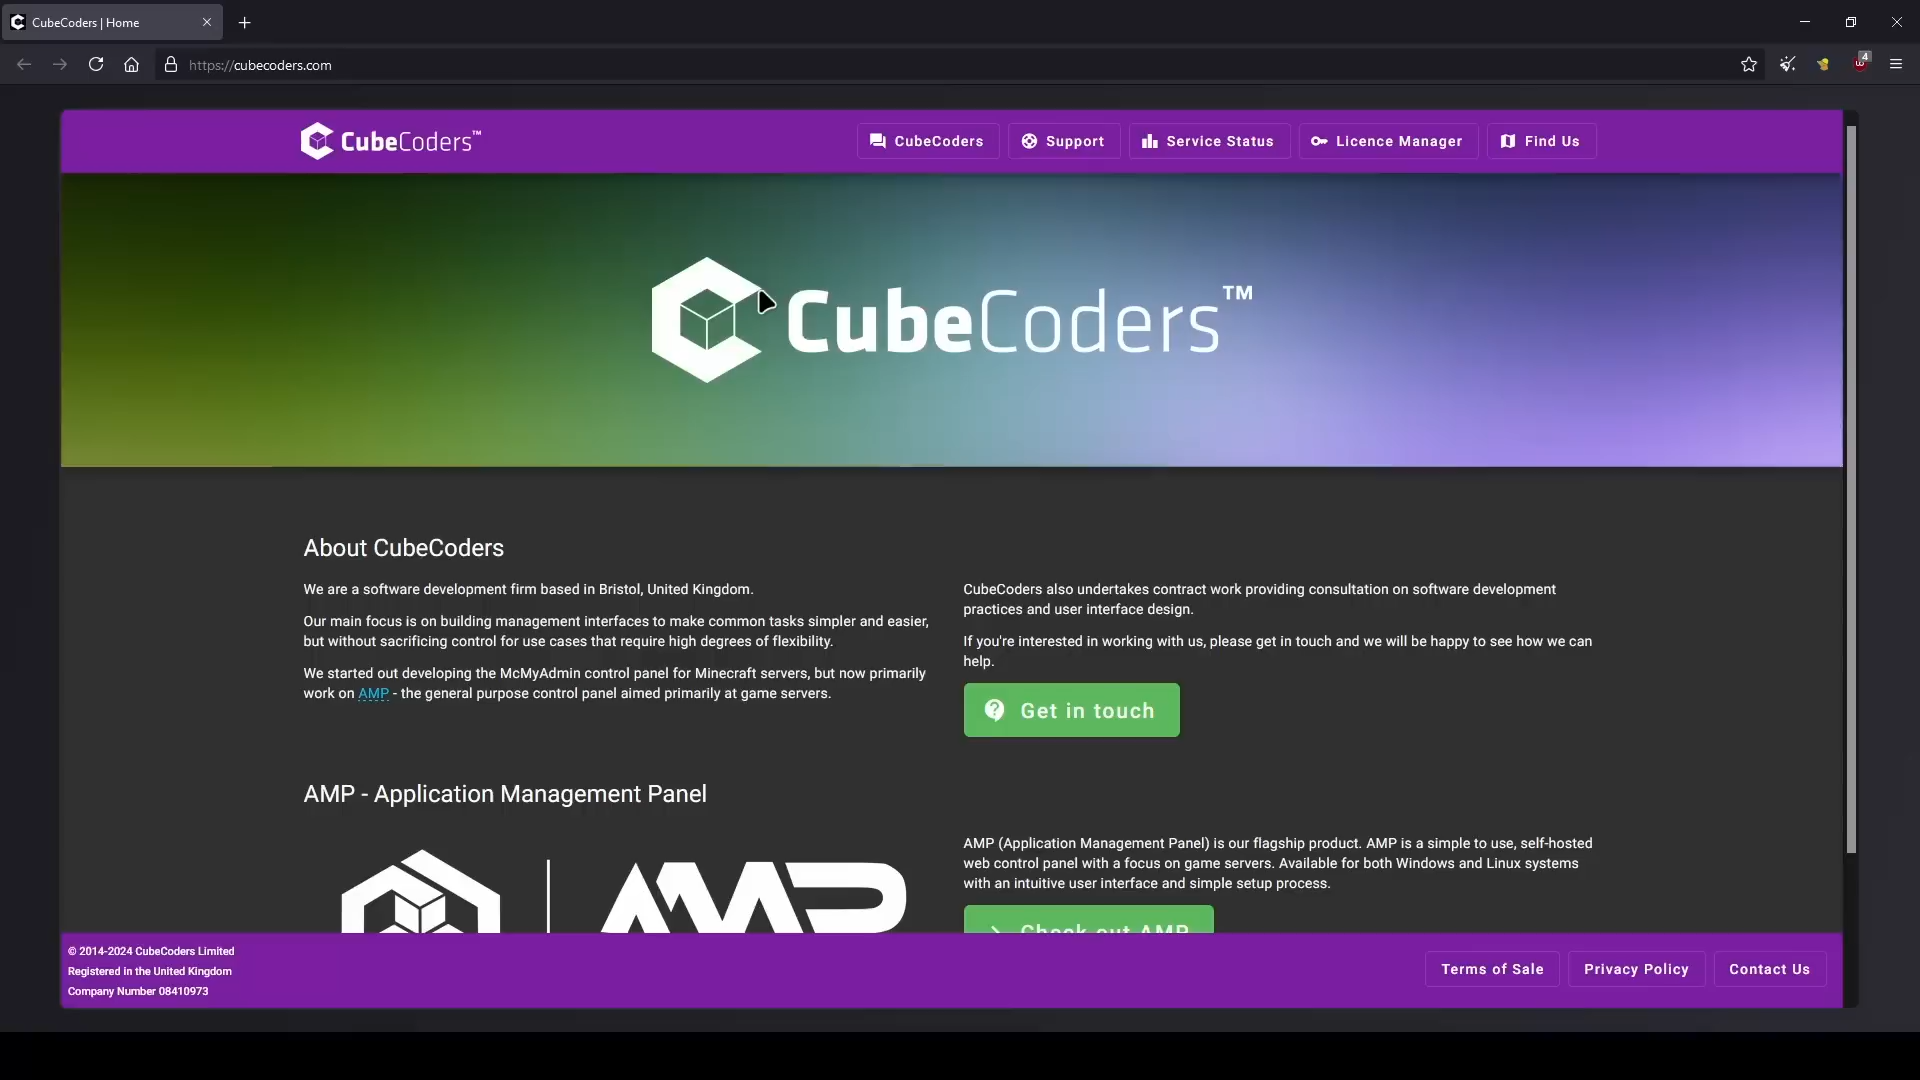 CubeCoders | Home
https://cubecoders.com
4
CubeCoders™
CubeCoders
Support
Service Status
Licence Manager
Find Us
CubeCoders™
About CubeCoders
We are a software development firm based in Bristol, United Kingdom.
Our main focus is on building management interfaces to make common tasks simpler and easier,
but without sacrificing control for use cases that require high degrees of flexibility.
We started out developing the McMyAdmin control panel for Minecraft servers, but now primarily
work on AMP - the general purpose control panel aimed primarily at game servers.
CubeCoders also undertakes contract work providing consultation on software development
practices and user interface design.
If you're interested in working with us, please get in touch and we will be happy to see how we can
help.
Get in touch
AMP - Application Management Panel
AMP
AMP (Application Management Panel) is our flagship product. AMP is a simple to use, self-hosted
web control panel with a focus on game servers. Available for both Windows and Linux systems
with an intuitive user interface and simple setup process.
Check out AMP
© 2014-2024 CubeCoders Limited
Registered in the United Kingdom
Company Number 08410973
Terms of Sale
Privacy Policy
Contact Us